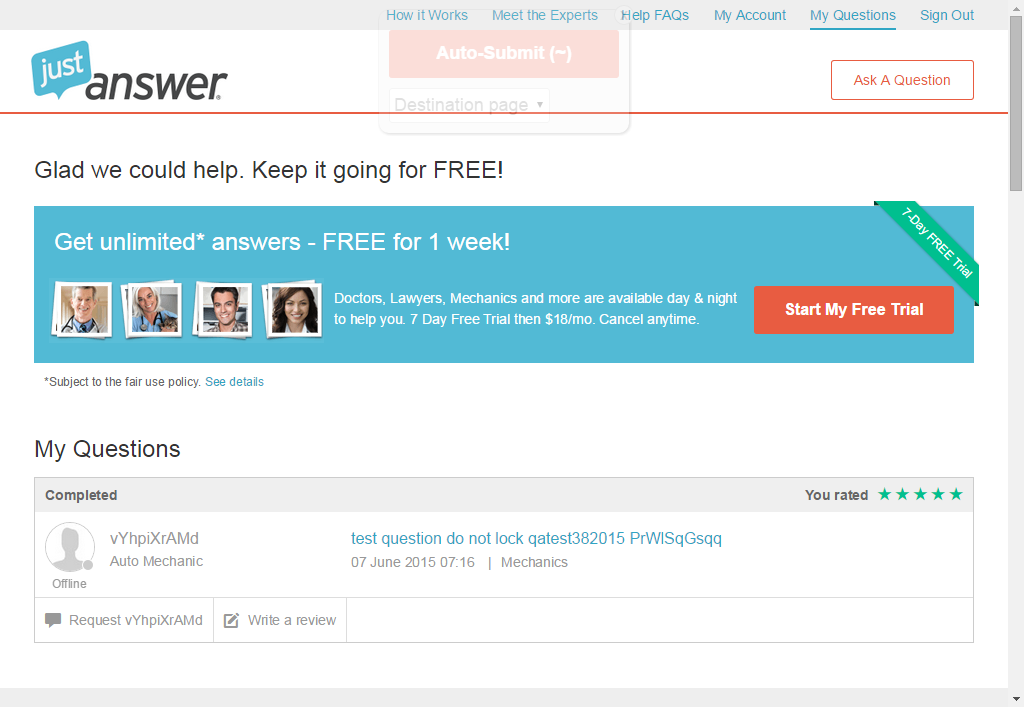 How it Works Meet the Experts Help FAQs My Account My Questions Sign Out
Auto-Submit (~)
just
answer
Ask A Question
Destination page
Glad we could help. Keep it going for FREE!
7-Day FREE Trial
Get unlimited* answers - FREE for 1 week!
Doctors, Lawyers, Mechanics and more are available day & night
to help you. 7 Day Free Trial then $18/mo. Cancel anytime.
Start My Free Trial
*Subject to the fair use policy. See details
My Questions
Completed You rated
vYhpiXrAMd test question do not lock qatest382015 PrWlSqGsqq
Auto Mechanic 07 June 2015 07:16 | Mechanics
Offline
Request vYhpiXrAMd Write a review